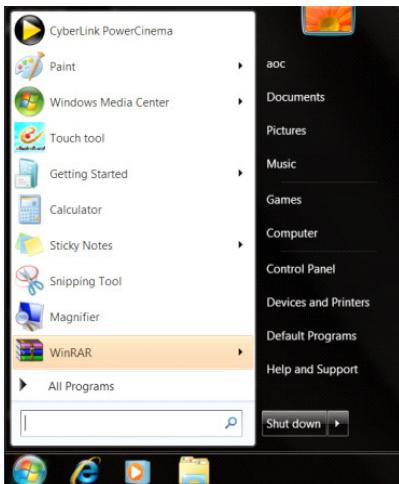 CyberLink PowerCinema
Paint
Windows Media Center
Touch tool
Getting Started
Calculator
Sticky Notes
Snipping Tool
Magnifier
WinRAR
All Programs
aoc
Documents
Pictures
Music
Games
Computer
Control Panel
Devices and Printers
Default Programs
Help and Support
Shut down